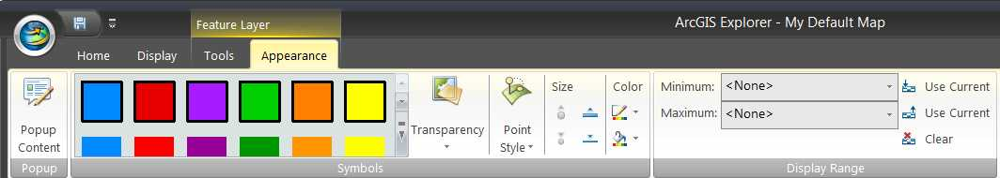 Feature Layer
ArcGIS Explorer - My Default Map
Home
Display
Tools
Appearance
Popup
Content
Popup
Transparency
Point
Style
Size
Color
Symbols
Minimum:
<None>
Use Current
Maximum:
<None>
Use Current
Clear
Display Range